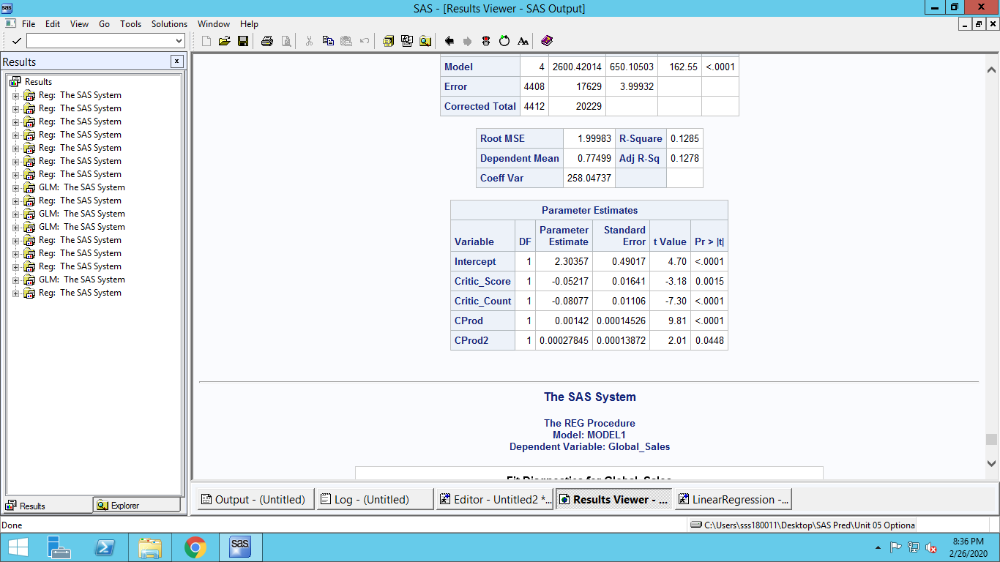 sas
SAS - [Results Viewer - SAS Output]
File Edit View Go Tools Solutions Window Help
Results
Results
Reg: The SAS System
Reg: The SAS System
Reg: The SAS System
Reg: The SAS System
Reg: The SAS System
Reg: The SAS System
Reg: The SAS System
GLM: The SAS System
Reg: The SAS System
GLM: The SAS System
GLM: The SAS System
Reg: The SAS System
Reg: The SAS System
Reg: The SAS System
GLM: The SAS System
Reg: The SAS System
Results Explorer
Model 4 2600.42014 650.10503 162.55 <.0001
Error 4408 17629 3.99932
Corrected Total 4412 20229
Root MSE 1.99983 R-Square 0.1285
Dependent Mean 0.77499 Adj R-Sq 0.1278
Coeff Var 258.04737
Parameter Estimates
Variable DF Parameter Estimate Standard Error t Value Pr > |t|
Intercept 1 2.30357 0.49017 4.70 <.0001
Critic_Score 1 -0.05217 0.01641 -3.18 0.0015
Critic_Count 1 -0.08077 0.01106 -7.30 <.0001
CProd 1 0.00142 0.00014526 9.81 <.0001
CProd2 1 0.00027845 0.00013872 2.01 0.0448
The SAS System
The REG Procedure
Model: MODEL1
Dependent Variable: Global_Sales
Fit Diagnostics for Global_Sales
Output - (Untitled) Log - (Untitled) Editor - Untitled2 *... Results Viewer - ... LinearRegression -...
Done C:\Users\sss180011\Desktop\SAS Pred\Unit 05 Optiona
sas
8:36 PM
2/26/2020